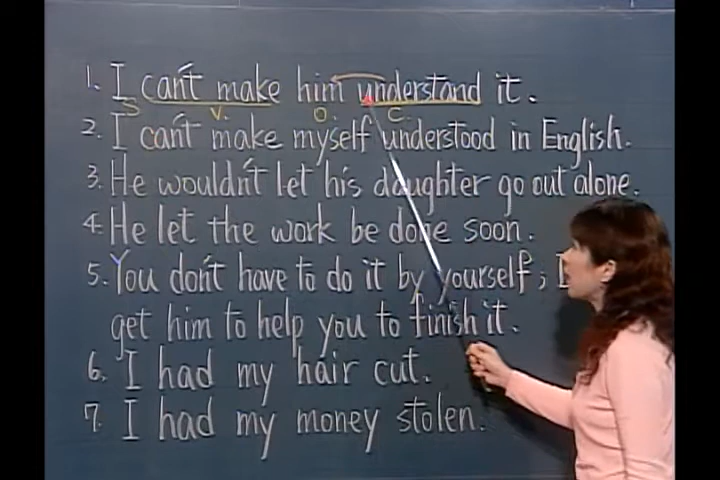 1. I can't make him understand it.
S V. O. C.
2. I can't make myself understood in English.
3. He wouldn't let his daughter go out alone.
4. He let the work be done soon.
5. You don't have to do it by yourself; I
get him to help you to finish it.
6. I had my hair cut.
7. I had my money stolen.